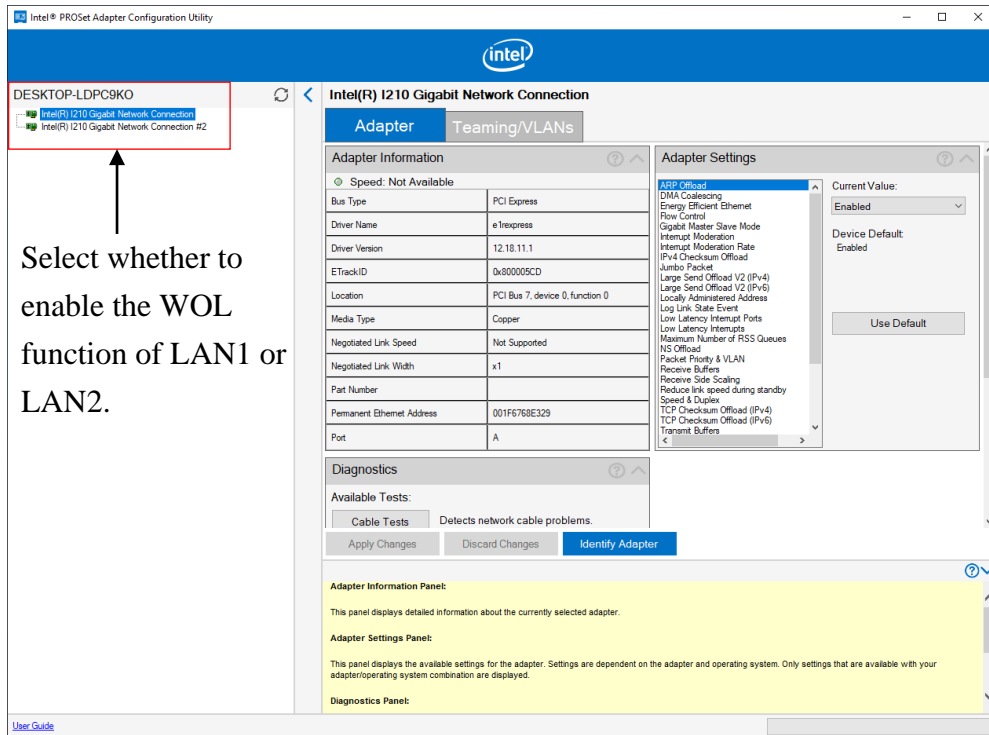 Intel® PROSet Adapter Configuration Utility
intel
DESKTOP-LDPC9KO
Intel(R) I210 Gigabit Network Connection
Intel(R) I210 Gigabit Network Connection #2
Select whether to
enable the WOL
function of LAN1 or
LAN2.
Intel(R) I210 Gigabit Network Connection
Adapter
Teaming/VLANs
Adapter Information
Speed: Not Available
Bus Type PCI Express
Driver Name e1rexpress
Driver Version 12.18.11.1
ETrackID 0x800005CD
Location PCI Bus 7, device 0, function 0
Media Type Copper
Negotiated Link Speed Not Supported
Negotiated Link Width x1
Part Number
Permanent Ethernet Address 001F6768E329
Port A
Adapter Settings
ARP Offload
DMA Coalescing
Energy Efficient Ethernet
Flow Control
Gigabit Master Slave Mode
Interrupt Moderation
Interrupt Moderation Rate
IPv4 Checksum Offload
Jumbo Packet
Large Send Offload V2 (IPv4)
Large Send Offload V2 (IPv6)
Locally Administered Address
Log Link State Event
Low Latency Interrupt Ports
Low Latency Interrupts
Maximum Number of RSS Queues
NS Offload
Packet Priority & VLAN
Receive Buffers
Receive Side Scaling
Reduce link speed during standby
Speed & Duplex
TCP Checksum Offload (IPv4)
TCP Checksum Offload (IPv6)
Transmit Buffers
Current Value:
Enabled
Device Default:
Enabled
Use Default
Diagnostics
Available Tests:
Cable Tests Detects network cable problems.
Apply Changes
Discard Changes
Identify Adapter
Adapter Information Panel:
This panel displays detailed information about the currently selected adapter.
Adapter Settings Panel:
This panel displays the available settings for the adapter. Settings are dependent on the adapter and operating system. Only settings that are available with your
adapter/operating system combination are displayed.
Diagnostics Panel:
User Guide